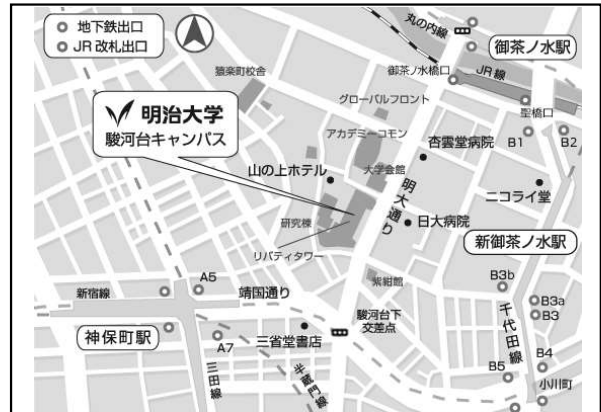 地下鉄出口
JR 改札出口
丸の内線
御茶ノ水駅
猿楽町校舎
御茶ノ水橋口
JR 線
グローバルフロント
聖橋口
明治大学
駿河台キャンパス
アカデミーコモン
杏雲堂病院
B1
B2
山の上ホテル
大学会館
明大通り
ニコライ堂
研究棟
日大病院
新御茶ノ水駅
リバティタワー
紫紺館
新宿線
A5
靖国通り
B3b
千代田線
B3a
B3
駿河台下
交差点
神保町駅
A7
三省堂書店
三田線
半蔵門線
B4
B5
小川町